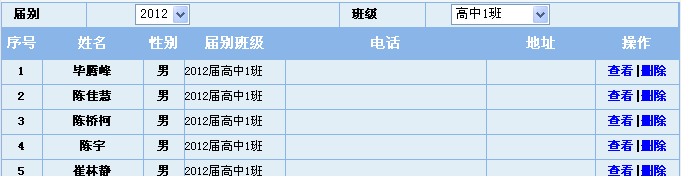 届别 2012 班级 高中1班
序号 姓名 性别 届别班级 电话 地址 操作
1 毕腾峰 男 2012届高中1班 查看 |删除
2 陈佳慧 男 2012届高中1班 查看 |删除
3 陈桥柯 男 2012届高中1班 查看 |删除
4 陈宇 男 2012届高中1班 查看 |删除
5 崔林静 男 2012届高中1班 查看 |删除